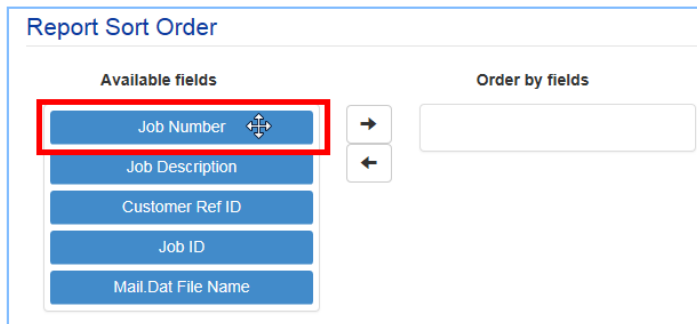 Report Sort Order
Available fields
Order by fields
Job Number
Job Description
Customer Ref ID
Job ID
Mail.Dat File Name